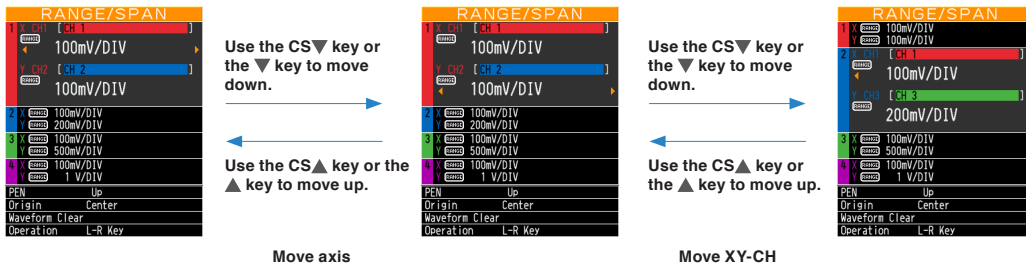 RANGE/SPAN
1 X CH1 [CH 1 ]
RANGE
100mV/DIV
Y CH2 [CH 2 ]
RANGE
100mV/DIV
2 X RANGE 100mV/DIV
Y RANGE 200mV/DIV
3 X RANGE 100mV/DIV
Y RANGE 500mV/DIV
4 X RANGE 100mV/DIV
Y RANGE 1 V/DIV
PEN Up
Origin Center
Waveform Clear
Operation L-R Key
Use the CS▼ key or
the ▼ key to move
down.
Use the CS▲ key or the
▲ key to move up.
Move axis
RANGE/SPAN
1 X CH1 [CH 1 ]
RANGE
100mV/DIV
Y CH2 [CH 2 ]
RANGE
100mV/DIV
2 X RANGE 100mV/DIV
Y RANGE 200mV/DIV
3 X RANGE 100mV/DIV
Y RANGE 500mV/DIV
4 X RANGE 100mV/DIV
Y RANGE 1 V/DIV
PEN Up
Origin Center
Waveform Clear
Operation L-R Key
Use the CS▼ key or
the ▼ key to move
down.
Use the CS▲ key or
the ▲ key to move up.
Move XY-CH
RANGE/SPAN
1 X RANGE 100mV/DIV
Y RANGE 100mV/DIV
2 X CH1 [CH 1 ]
RANGE
100mV/DIV
Y CH3 [CH 3 ]
RANGE
200mV/DIV
3 X RANGE 100mV/DIV
Y RANGE 500mV/DIV
4 X RANGE 100mV/DIV
Y RANGE 1 V/DIV
PEN Up
Origin Center
Waveform Clear
Operation L-R Key